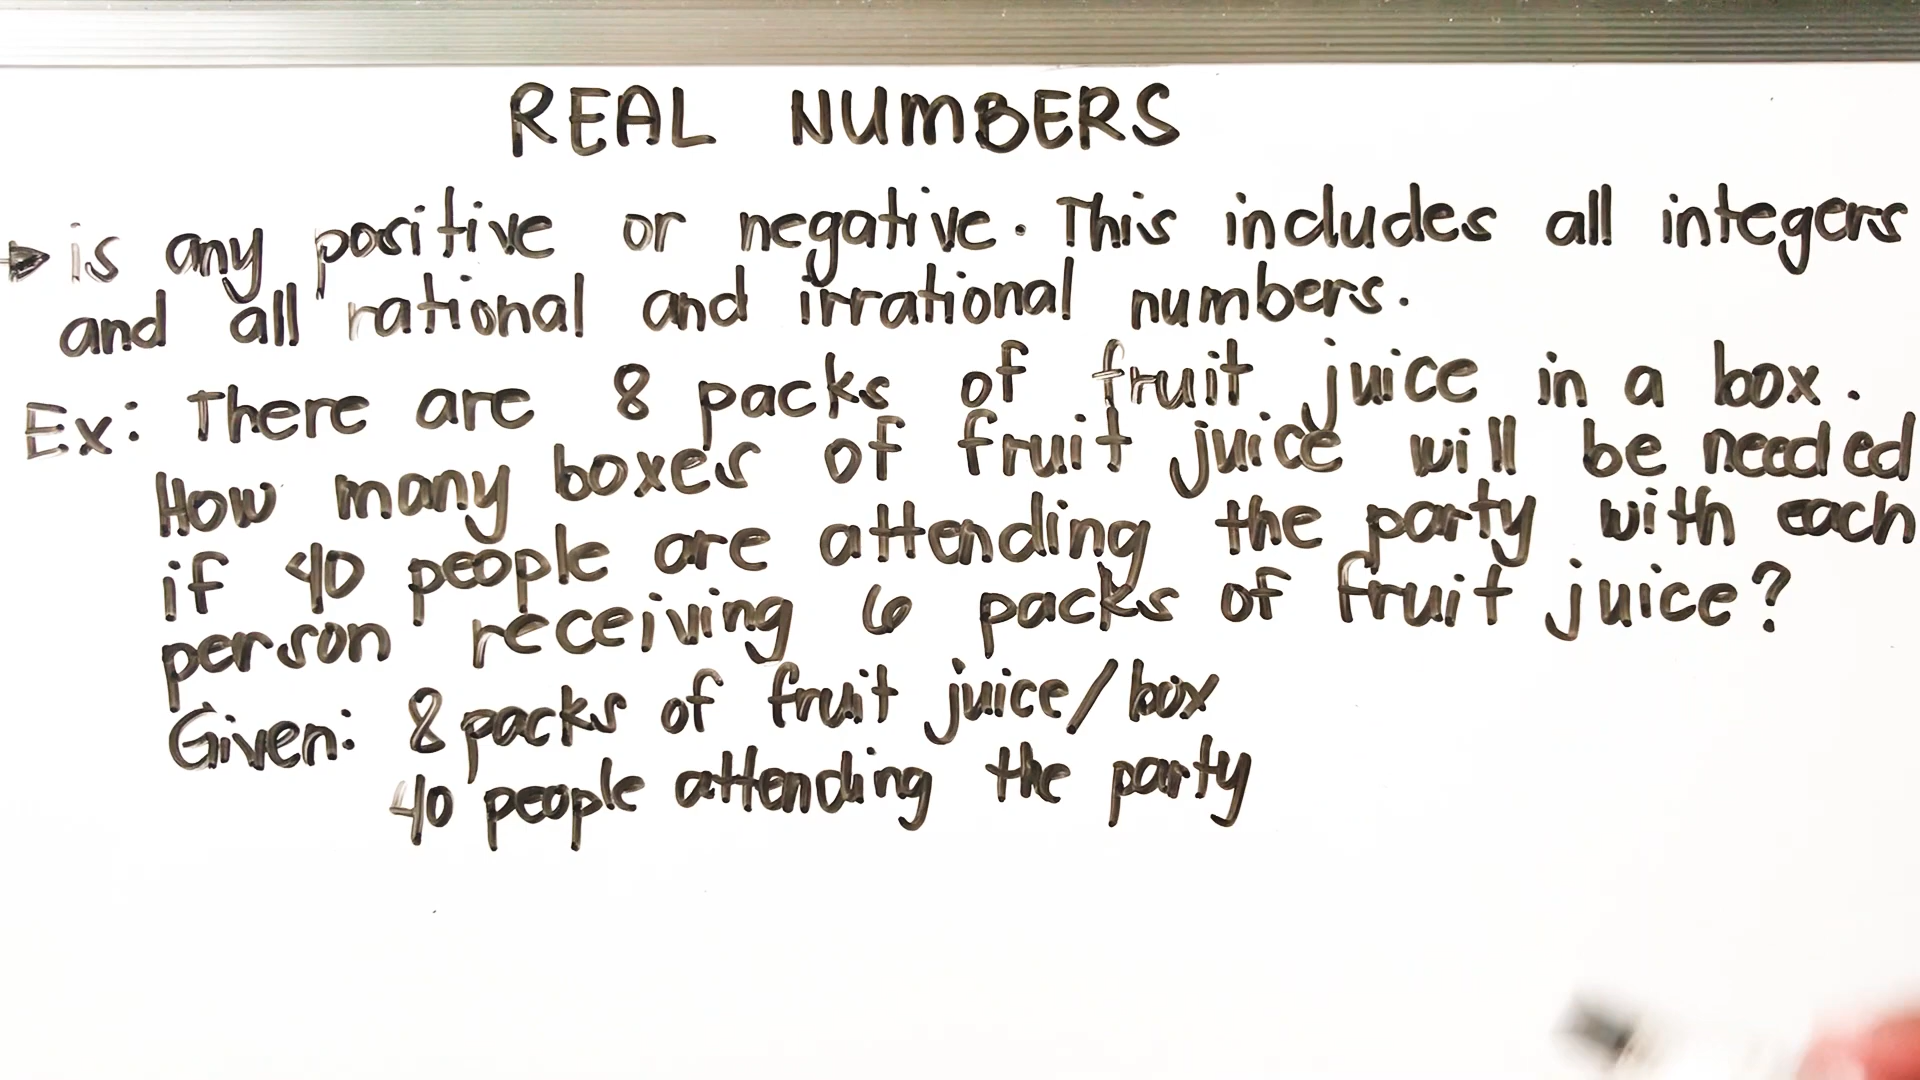 REAL NUMBERS
is any positive or negative. This includes all integers
and all rational and irrational numbers.
Ex: There are 8 packs of fruit juice in a box.
How many boxes of fruit juice will be needed
if 40 people are attending the party with each
person receiving 6 packs of fruit juice?
Given: 8 packs of fruit juice/box
40 people attending the party